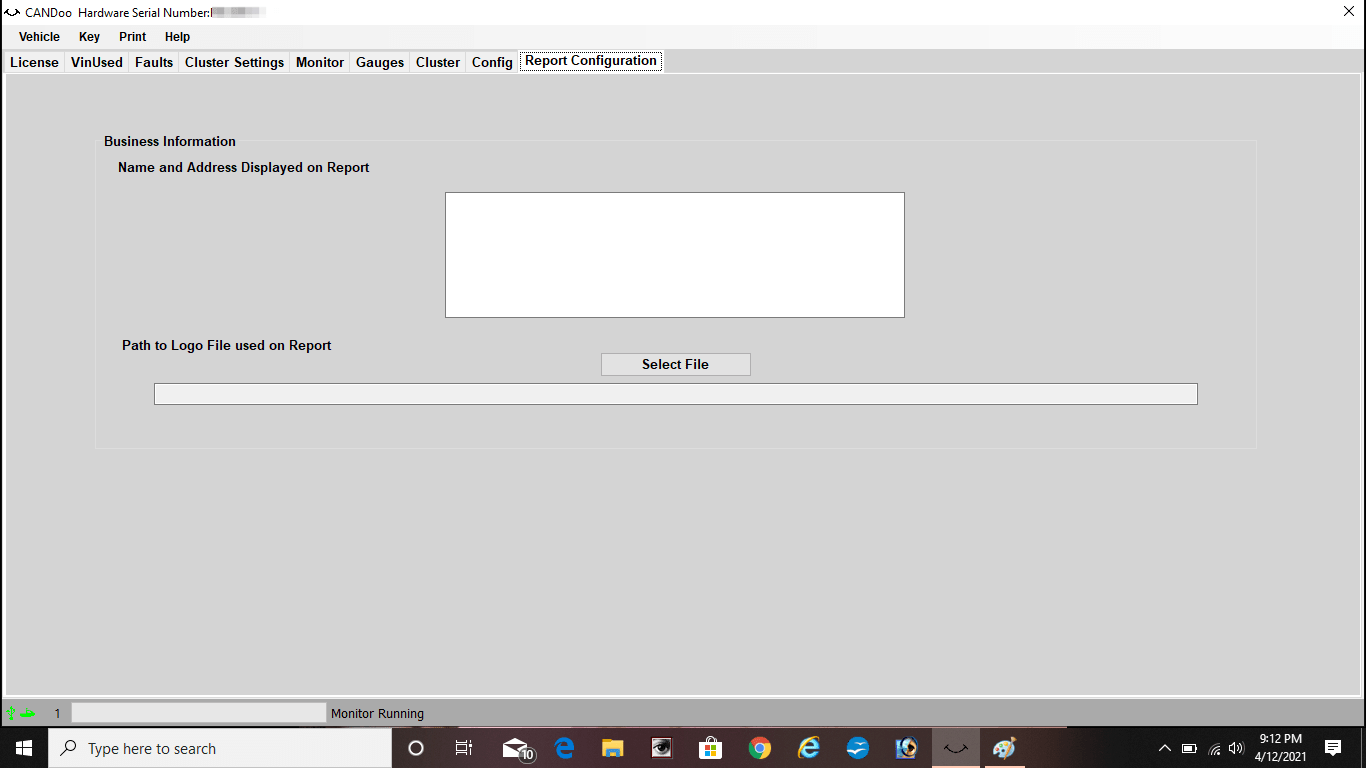 CANDoo Hardware Serial Number:
Vehicle Key Print Help
License VinUsed Faults Cluster Settings Monitor Gauges Cluster Config Report Configuration
Business Information
Name and Address Displayed on Report
Path to Logo File used on Report
Select File
1 Monitor Running
Type here to search
10
9:12 PM
4/12/2021